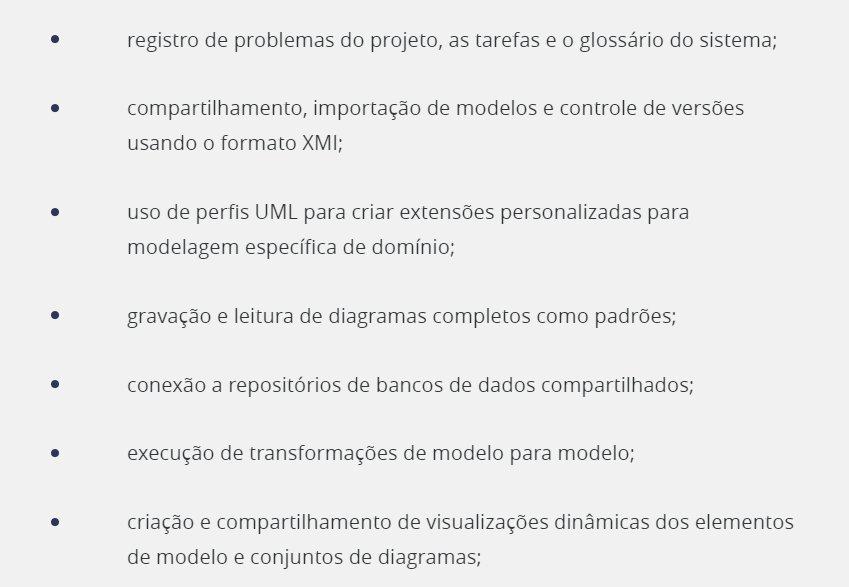 registro de problemas do projeto, as tarefas e o glossário do sistema;
compartilhamento, importação de modelos e controle de versões
usando o formato XMI;
uso de perfis UML para criar extensões personalizadas para
modelagem específica de domínio;
gravação e leitura de diagramas completos como padrões;
conexão a repositórios de bancos de dados compartilhados;
execução de transformações de modelo para modelo;
criação e compartilhamento de visualizações dinâmicas dos elementos
de modelo e conjuntos de diagramas;